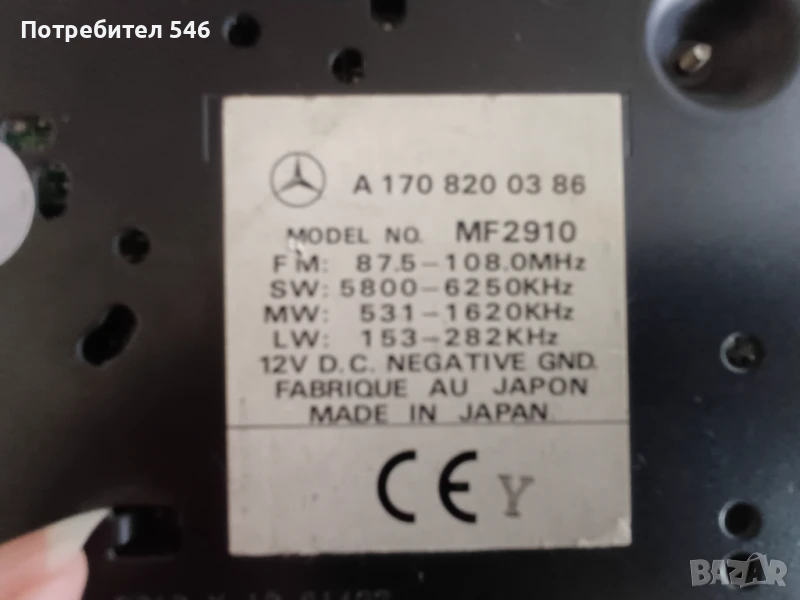 Потребител 546
A 170 820 03 86
MODEL NO. MF2910
FM: 87.5-108.0MHz
SW: 5800-6250KHz
MW: 531-1620KHz
LW: 153-282KHz
12V D.C. NEGATIVE GND.
FABRIQUE AU JAPON
MADE IN JAPAN.
CE Y
BAZAR